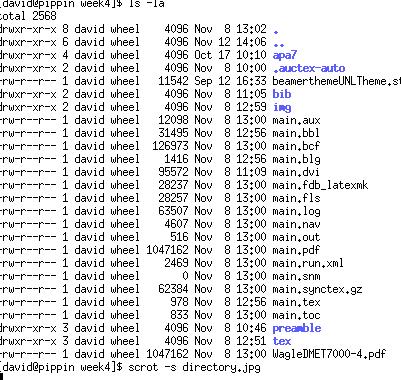 [david@pippin week4]$ ls -la
total 2568
drwxr-xr-x 8 david wheel    4096 Nov  8 13:02 .
drwxr-xr-x 6 david wheel    4096 Nov 12 14:06 ..
drwxr-xr-x 4 david wheel    4096 Oct 17 10:10 apa7
drwxr-xr-x 2 david wheel    4096 Nov  8 10:00 .auctex-auto
-rw-r--r-- 1 david wheel   11542 Sep 12 16:33 beamerthemeUNLTheme.st
drwxr-xr-x 2 david wheel    4096 Nov  8 11:05 bib
drwxr-xr-x 2 david wheel    4096 Nov  8 12:59 img
-rw-r--r-- 1 david wheel   12098 Nov  8 13:00 main.aux
-rw-r--r-- 1 david wheel   31495 Nov  8 12:56 main.bbl
-rw-r--r-- 1 david wheel  126973 Nov  8 13:00 main.bcf
-rw-r--r-- 1 david wheel    1416 Nov  8 12:56 main.blg
-rw-r--r-- 1 david wheel   95572 Nov  8 11:09 main.dvi
-rw-r--r-- 1 david wheel   28237 Nov  8 13:00 main.fdb_latexmk
-rw-r--r-- 1 david wheel   28257 Nov  8 13:00 main.fls
-rw-r--r-- 1 david wheel   63507 Nov  8 13:00 main.log
-rw-r--r-- 1 david wheel    4607 Nov  8 13:00 main.nav
-rw-r--r-- 1 david wheel     516 Nov  8 13:00 main.out
-rw-r--r-- 1 david wheel 1047162 Nov  8 13:00 main.pdf
-rw-r--r-- 1 david wheel    2469 Nov  8 13:00 main.run.xml
-rw-r--r-- 1 david wheel       0 Nov  8 13:00 main.snm
-rw-r--r-- 1 david wheel   62384 Nov  8 13:00 main.synctex.gz
-rw-r--r-- 1 david wheel     978 Nov  8 12:56 main.tex
-rw-r--r-- 1 david wheel     833 Nov  8 13:00 main.toc
drwxr-xr-x 3 david wheel    4096 Nov  8 10:46 preamble
drwxr-xr-x 3 david wheel    4096 Nov  8 12:51 tex
-rw-r--r-- 1 david wheel 1047162 Nov  8 13:00 WagleDMET7000-4.pdf
[david@pippin week4]$ scrot -s directory.jpg